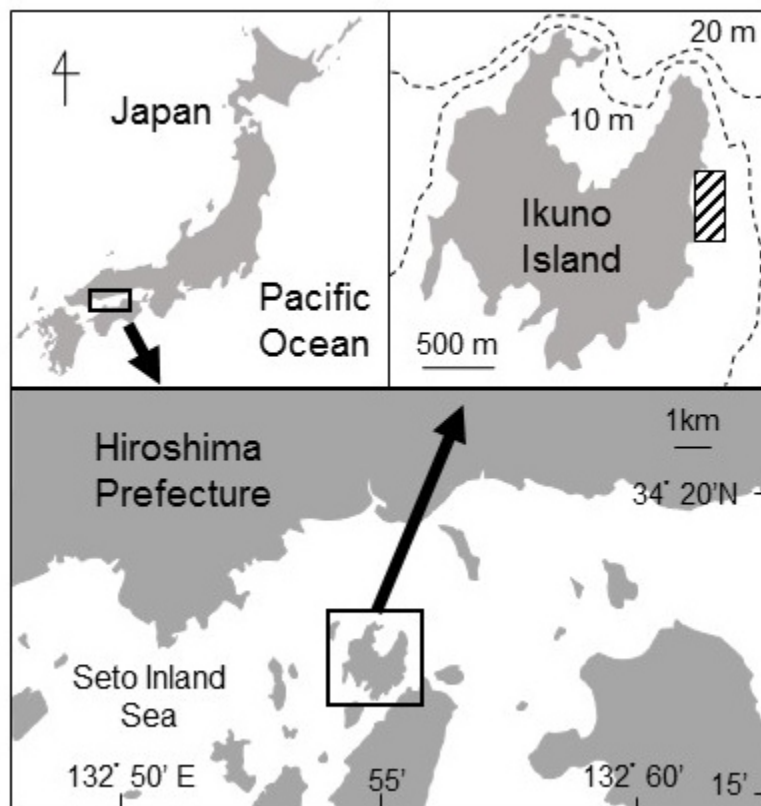 Japan
Pacific
Ocean
20 m
10 m
Ikuno
Island
500 m
Hiroshima
Prefecture
1km
34˚ 20'N
Seto Inland
Sea
132˚ 50' E
55'
132˚ 60'
15'